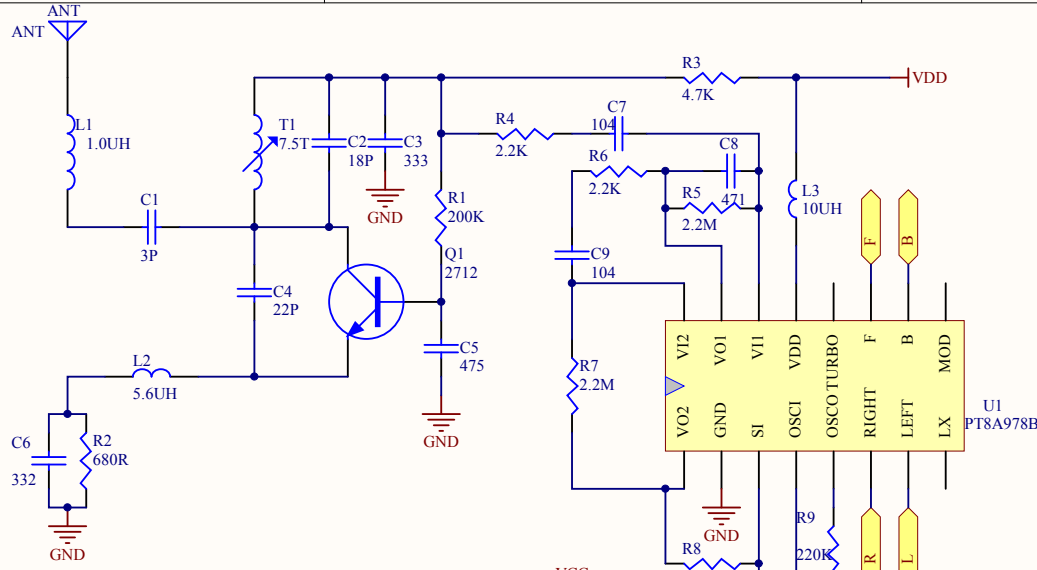 ANT
ANT
L1
1.0UH
T1
7.5T
C2
18P
C3
333
GND
R3
4.7K
VDD
R4
2.2K
C7
104
C8
471
R6
2.2K
R5
2.2M
L3
10UH
F
B
C1
3P
R1
200K
Q1
2712
C9
104
C4
22P
C5
475
GND
L2
5.6UH
R7
2.2M
VI2
VO1
VI1
VDD
OSCO TURBO
F
B
MOD
VO2
GND
SI
OSCI
RIGHT
LEFT
LX
U1
PT8A978B
C6
332
R2
680R
GND
GND
R9
220K
R8
R
L